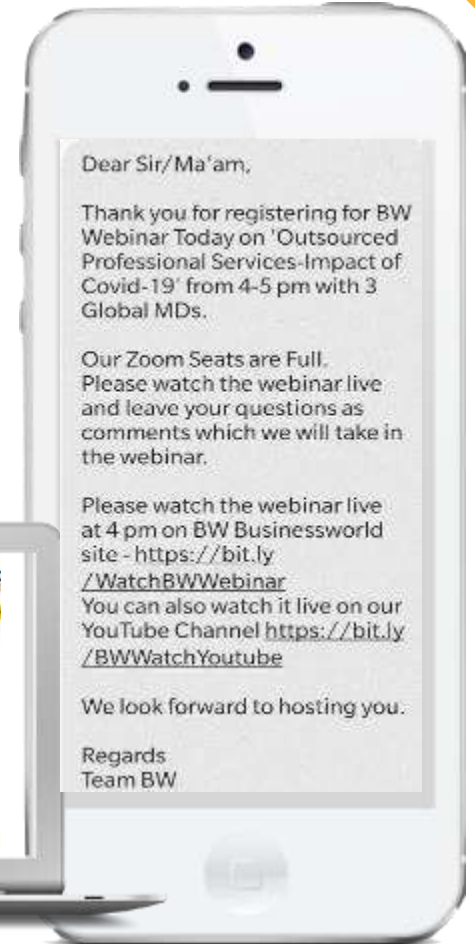 Dear Sir/Ma'am,
Thank you for registering for BW
Webinar Today on 'Outsourced
Professional Services-Impact of
Covid-19' from 4-5 pm with 3
Global MDs.
Our Zoom Seats are Full.
Please watch the webinar live
and leave your questions as
comments which we will take in
the webinar.
Please watch the webinar live
at 4 pm on BW Businessworld
site - https://bit.ly
/WatchBWWebinar
You can also watch it live on our
YouTube Channel https://bit.ly
/BWWatchYoutube
We look forward to hosting you.
Regards
Team BW